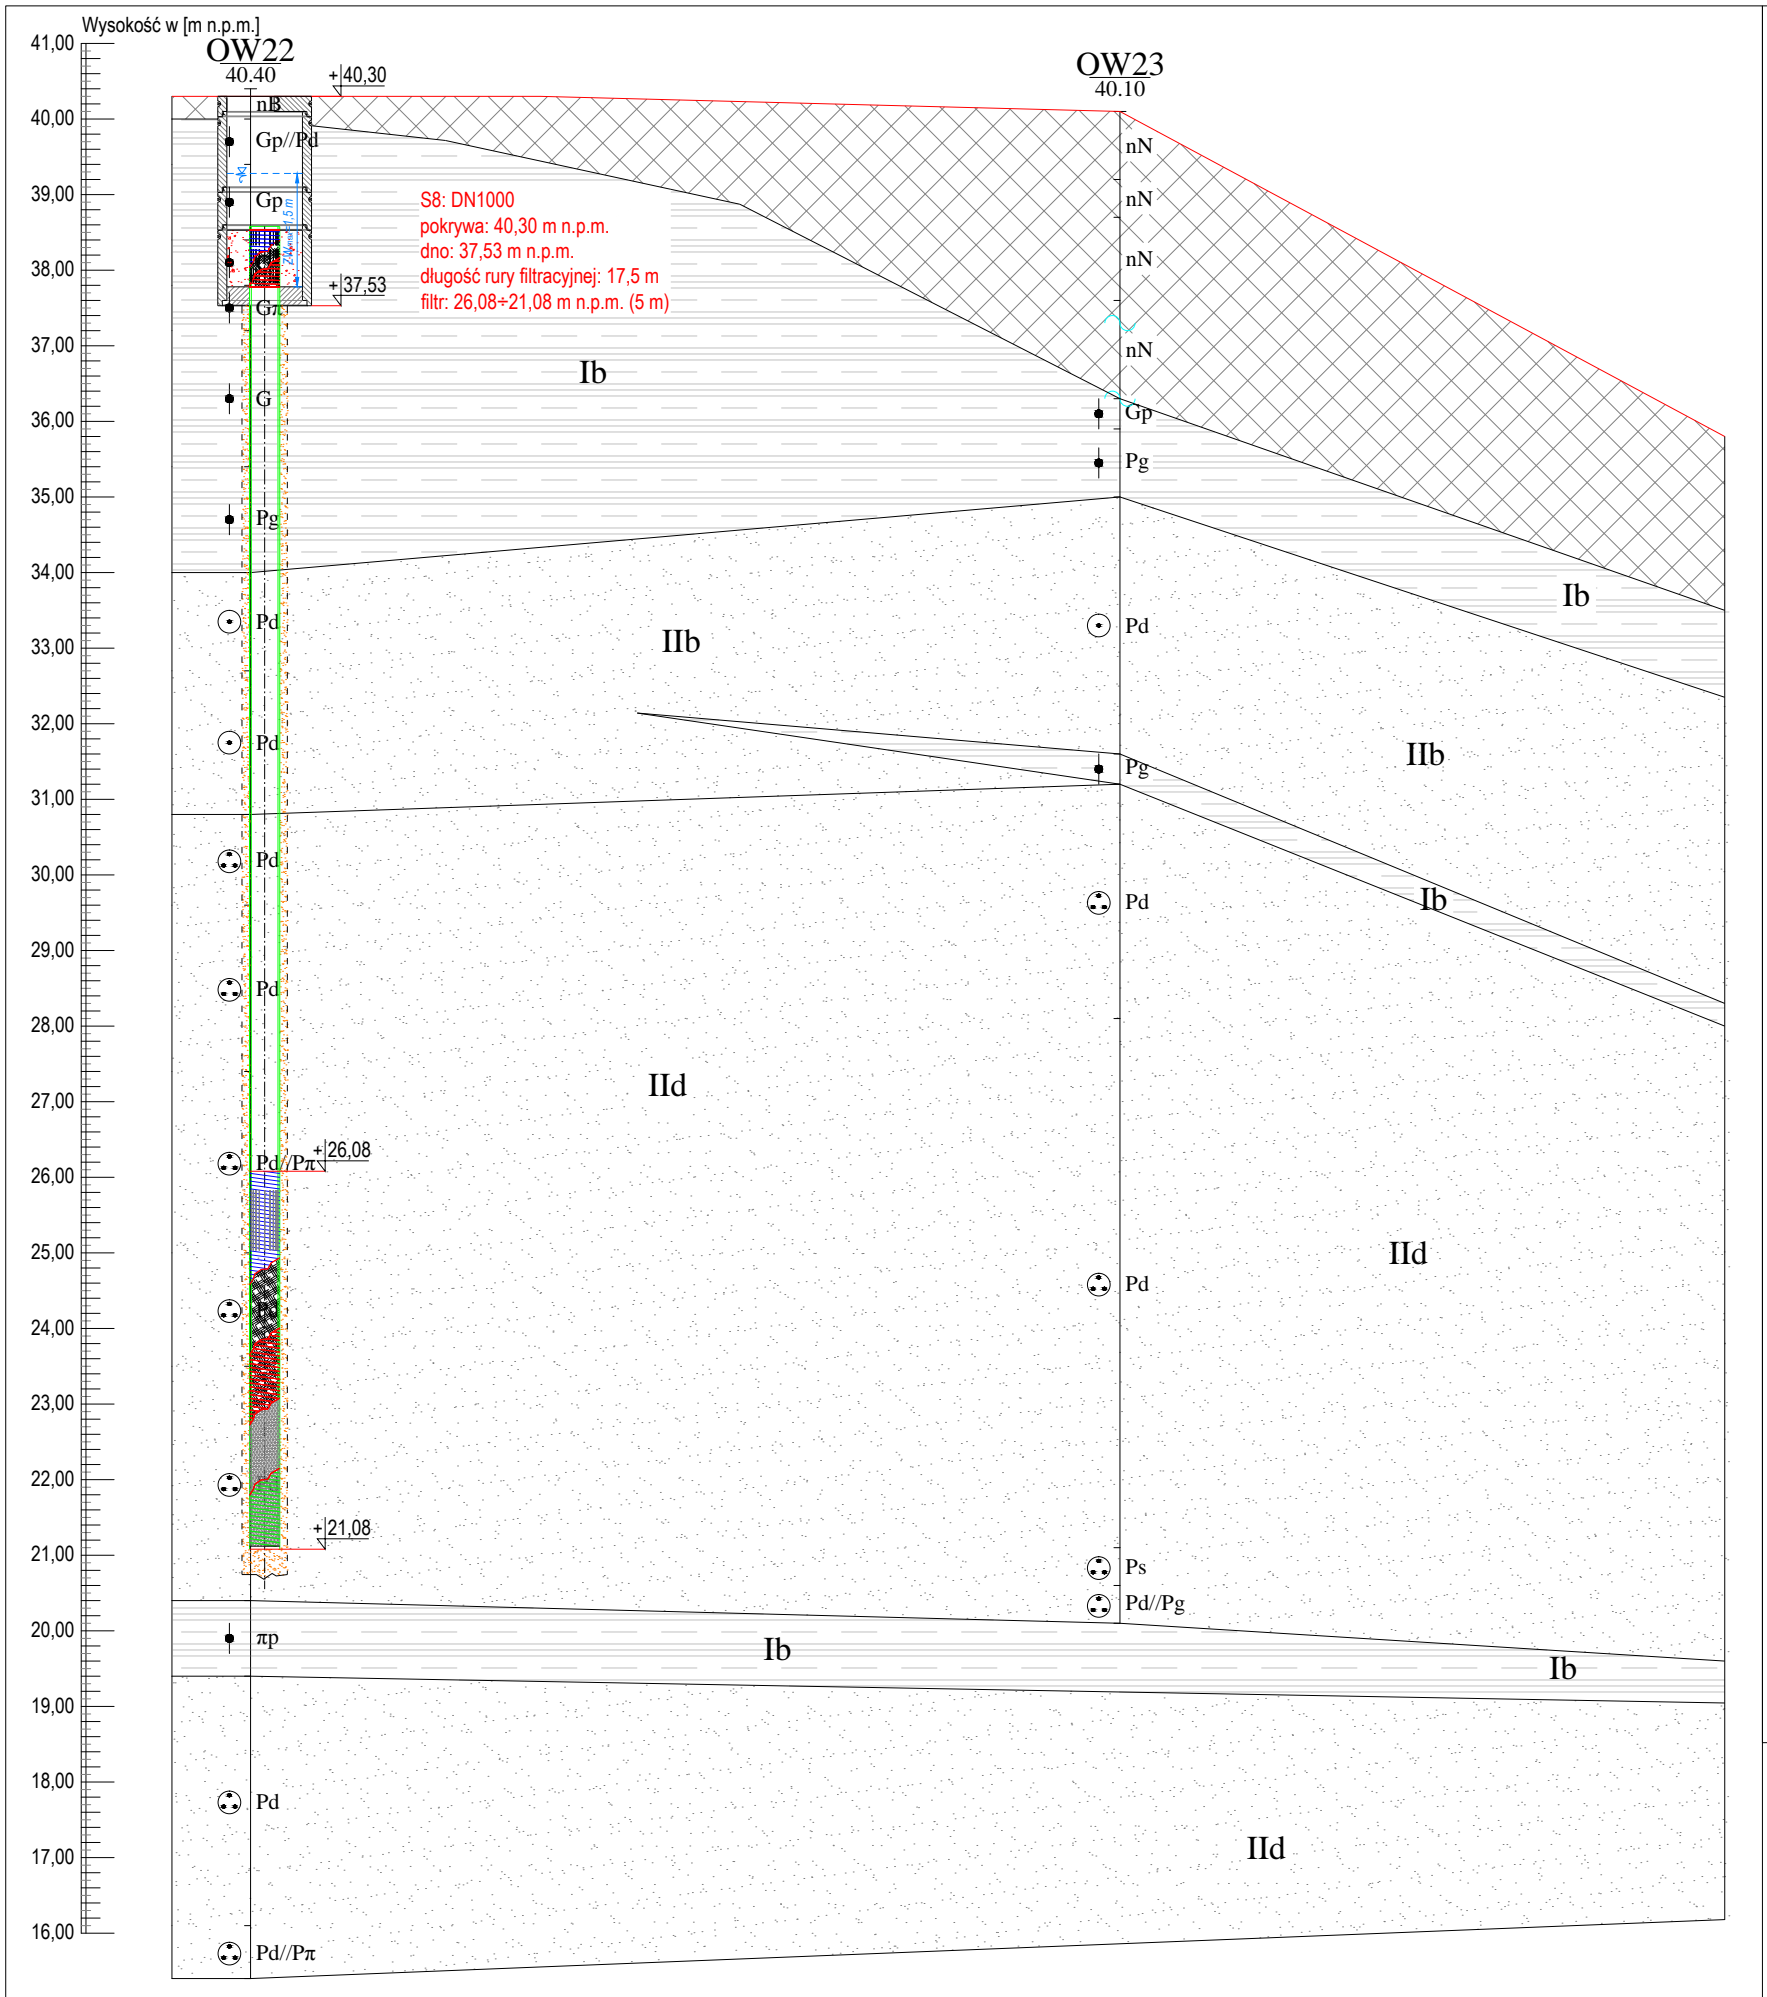 Wysokość w [m n.p.m.]
41,00
40,00
39,00
38,00
37,00
36,00
35,00
34,00
33,00
32,00
31,00
30,00
29,00
28,00
27,00
26,00
25,00
24,00
23,00
22,00
21,00
20,00
19,00
18,00
17,00
16,00
OW22
40.40
+40,30
nB
Gp//Pd
Gp
Gπ
G
Pg
Pd
Pd
Pd
Pd
Pd//Pπ
πp
Pd
Pd//Pπ
+37,53
+26,08
+21,08
S8: DN1000
pokrywa: 40,30 m n.p.m.
dno: 37,53 m n.p.m.
długość rury filtracyjnej: 17,5 m
filtr: 26,08÷21,08 m n.p.m. (5 m)
OW23
40.10
nN
nN
nN
nN
Gp
Pg
Pd
Pg
Pd
Pd
Ps
Pd//Pg
Ib
Ib
IIb
IIb
Ib
IId
IId
Ib
Ib
IId